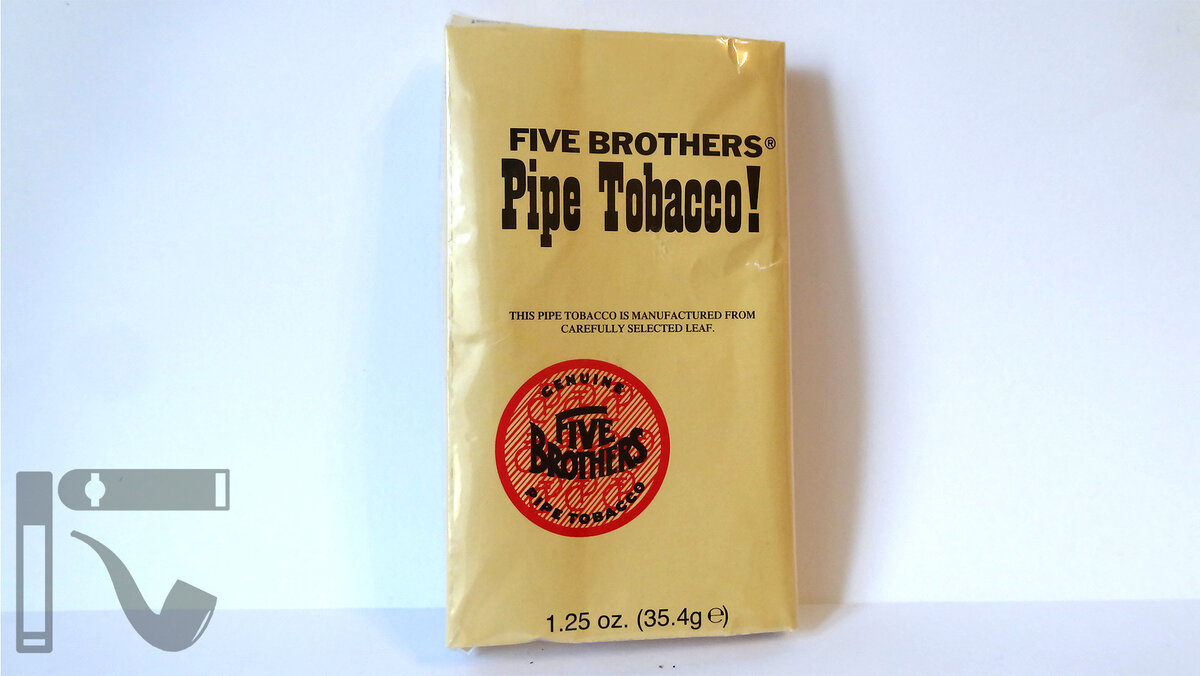 FIVE BROTHERS®
Pipe Tobacco!
THIS PIPE TOBACCO IS MANUFACTURED FROM
CAREFULLY SELECTED LEAF.
GENUINE
FIVE
BROTHERS
PIPE TOBACCO
1.25 oz. (35.4g ℮)